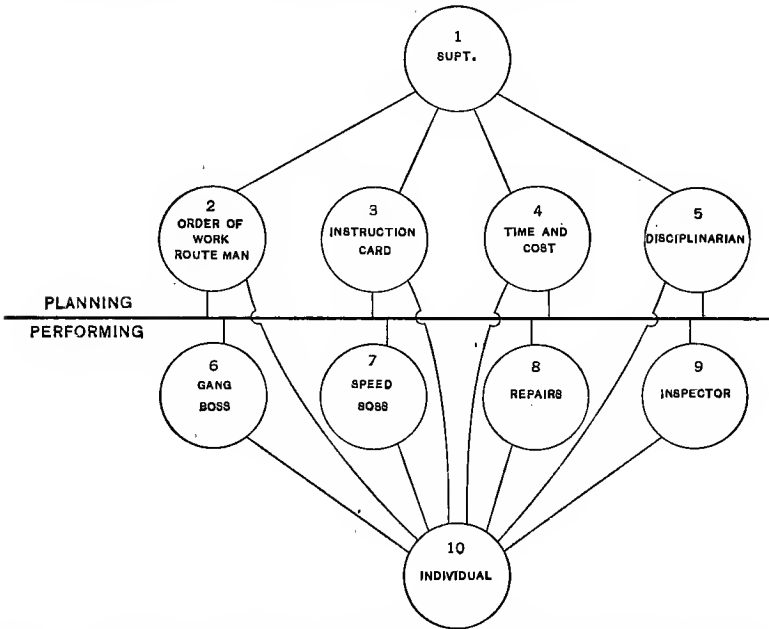 1
SUPT.
2
ORDER OF
WORK
ROUTE MAN
3
INSTRUCTION
CARD
4
TIME AND
COST
5
DISCIPLINARIAN
PLANNING
PERFORMING
6
GANG
BOSS
7
SPEED
BOSS
8
REPAIRS
9
INSPECTOR
10
INDIVIDUAL